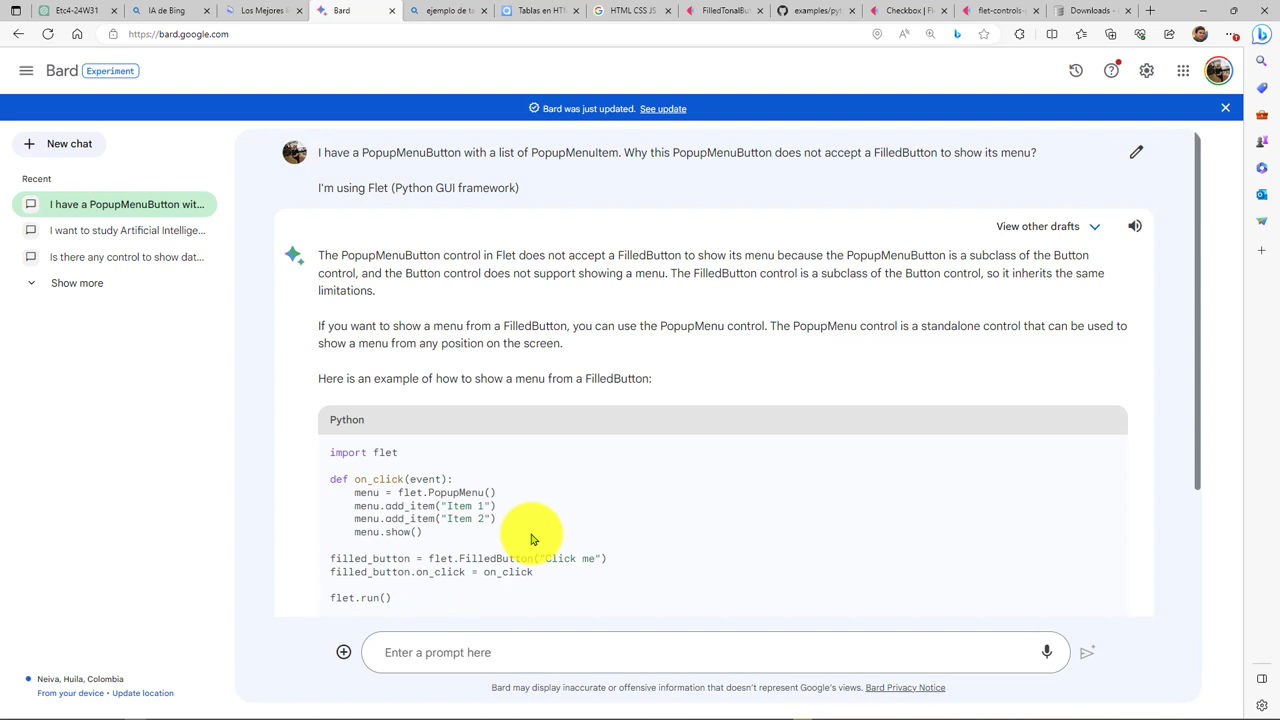 Etc4-24W31
IA de Bing
Los Mejores E
Bard
ejemplo de ta
Tablas en HTM
HTML CSS JS
FilledTonalBut
examples/pyt
Checkbox | Fl
flet-controls-
Downloads -
https://bard.google.com
Bard
Experiment
Bard was just updated. See update
New chat
Recent
I have a PopupMenuButton wit...
I want to study Artificial Intellige...
Is there any control to show dat...
Show more
I have a PopupMenuButton with a list of PopupMenuItem. Why this PopupMenuButton does not accept a FilledButton to show its menu?
I'm using Flet (Python GUI framework)
View other drafts
The PopupMenuButton control in Flet does not accept a FilledButton to show its menu because the PopupMenuButton is a subclass of the Button
control, and the Button control does not support showing a menu. The FilledButton control is a subclass of the Button control, so it inherits the same
limitations.
If you want to show a menu from a FilledButton, you can use the PopupMenu control. The PopupMenu control is a standalone control that can be used to
show a menu from any position on the screen.
Here is an example of how to show a menu from a FilledButton:
Python
import flet
def on_click(event):
menu = flet.PopupMenu()
menu.add_item("Item 1")
menu.add_item("Item 2")
menu.show()
filled_button = flet.FilledButton("Click me")
filled_button.on_click = on_click
flet.run()
Enter a prompt here
Neiva, Huila, Colombia
From your device • Update location
Bard may display inaccurate or offensive information that doesn't represent Google's views. Bard Privacy Notice